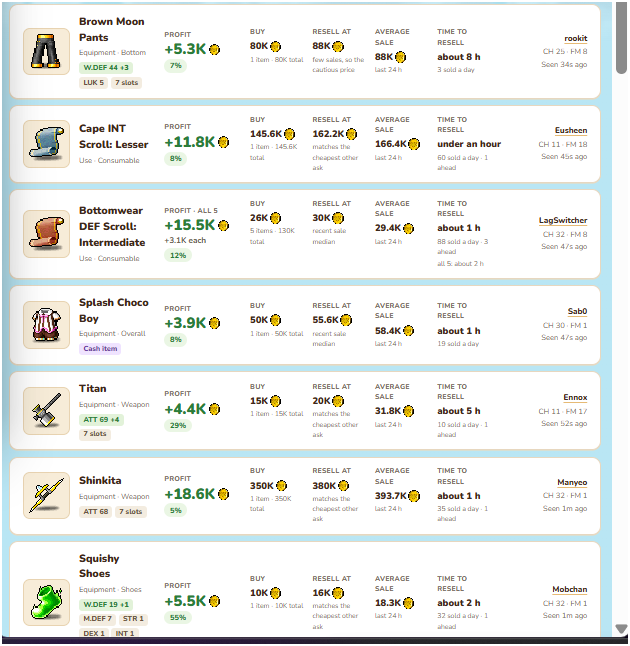 Brown Moon Pants
Equipment · Bottom
W.DEF 44 +3
LUK 5 7 slots
PROFIT
+5.3K
7%
BUY
80K
1 item · 80K total
RESELL AT
88K
few sales, so the cautious price
AVERAGE SALE
88K
last 24 h
TIME TO RESELL
about 8 h
3 sold a day
rookit
CH 25 · FM 8
Seen 34s ago
Cape INT Scroll: Lesser
Use · Consumable
PROFIT
+11.8K
8%
BUY
145.6K
1 item · 145.6K total
RESELL AT
162.2K
matches the cheapest other ask
AVERAGE SALE
166.4K
last 24 h
TIME TO RESELL
under an hour
60 sold a day · 1 ahead
Eusheen
CH 11 · FM 18
Seen 45s ago
Bottomwear DEF Scroll: Intermediate
Use · Consumable
PROFIT · ALL 5
+15.5K
+3.1K each
12%
BUY
26K
5 items · 130K total
RESELL AT
30K
recent sale median
AVERAGE SALE
29.4K
last 24 h
TIME TO RESELL
about 1 h
88 sold a day · 3 ahead
all 5: about 2 h
LagSwitcher
CH 32 · FM 8
Seen 47s ago
Splash Choco Boy
Equipment · Overall
Cash item
PROFIT
+3.9K
8%
BUY
50K
1 item · 50K total
RESELL AT
55.6K
recent sale median
AVERAGE SALE
58.4K
last 24 h
TIME TO RESELL
about 1 h
19 sold a day
Sab0
CH 30 · FM 1
Seen 47s ago
Titan
Equipment · Weapon
ATT 69 +4
7 slots
PROFIT
+4.4K
29%
BUY
15K
1 item · 15K total
RESELL AT
20K
matches the cheapest other ask
AVERAGE SALE
31.8K
last 24 h
TIME TO RESELL
about 5 h
10 sold a day · 1 ahead
Ennox
CH 11 · FM 17
Seen 52s ago
Shinkita
Equipment · Weapon
ATT 68 7 slots
PROFIT
+18.6K
5%
BUY
350K
1 item · 350K total
RESELL AT
380K
matches the cheapest other ask
AVERAGE SALE
393.7K
last 24 h
TIME TO RESELL
about 1 h
35 sold a day · 1 ahead
Manyeo
CH 32 · FM 1
Seen 1m ago
Squishy Shoes
Equipment · Shoes
W.DEF 19 +1
M.DEF 7 STR 1
DEX 1 INT 1
PROFIT
+5.5K
55%
BUY
10K
1 item · 10K total
RESELL AT
16K
matches the cheapest other ask
AVERAGE SALE
18.3K
last 24 h
TIME TO RESELL
about 2 h
32 sold a day · 1 ahead
Mobchan
CH 32 · FM 1
Seen 1m ago